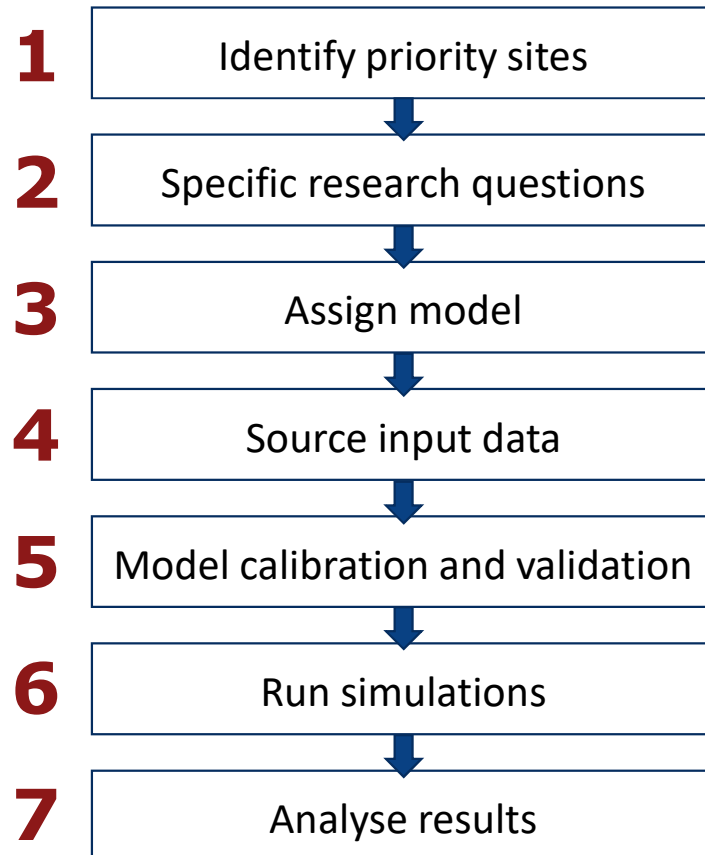 1 Identify priority sites
2 Specific research questions
3 Assign model
4 Source input data
5 Model calibration and validation
6 Run simulations
7 Analyse results